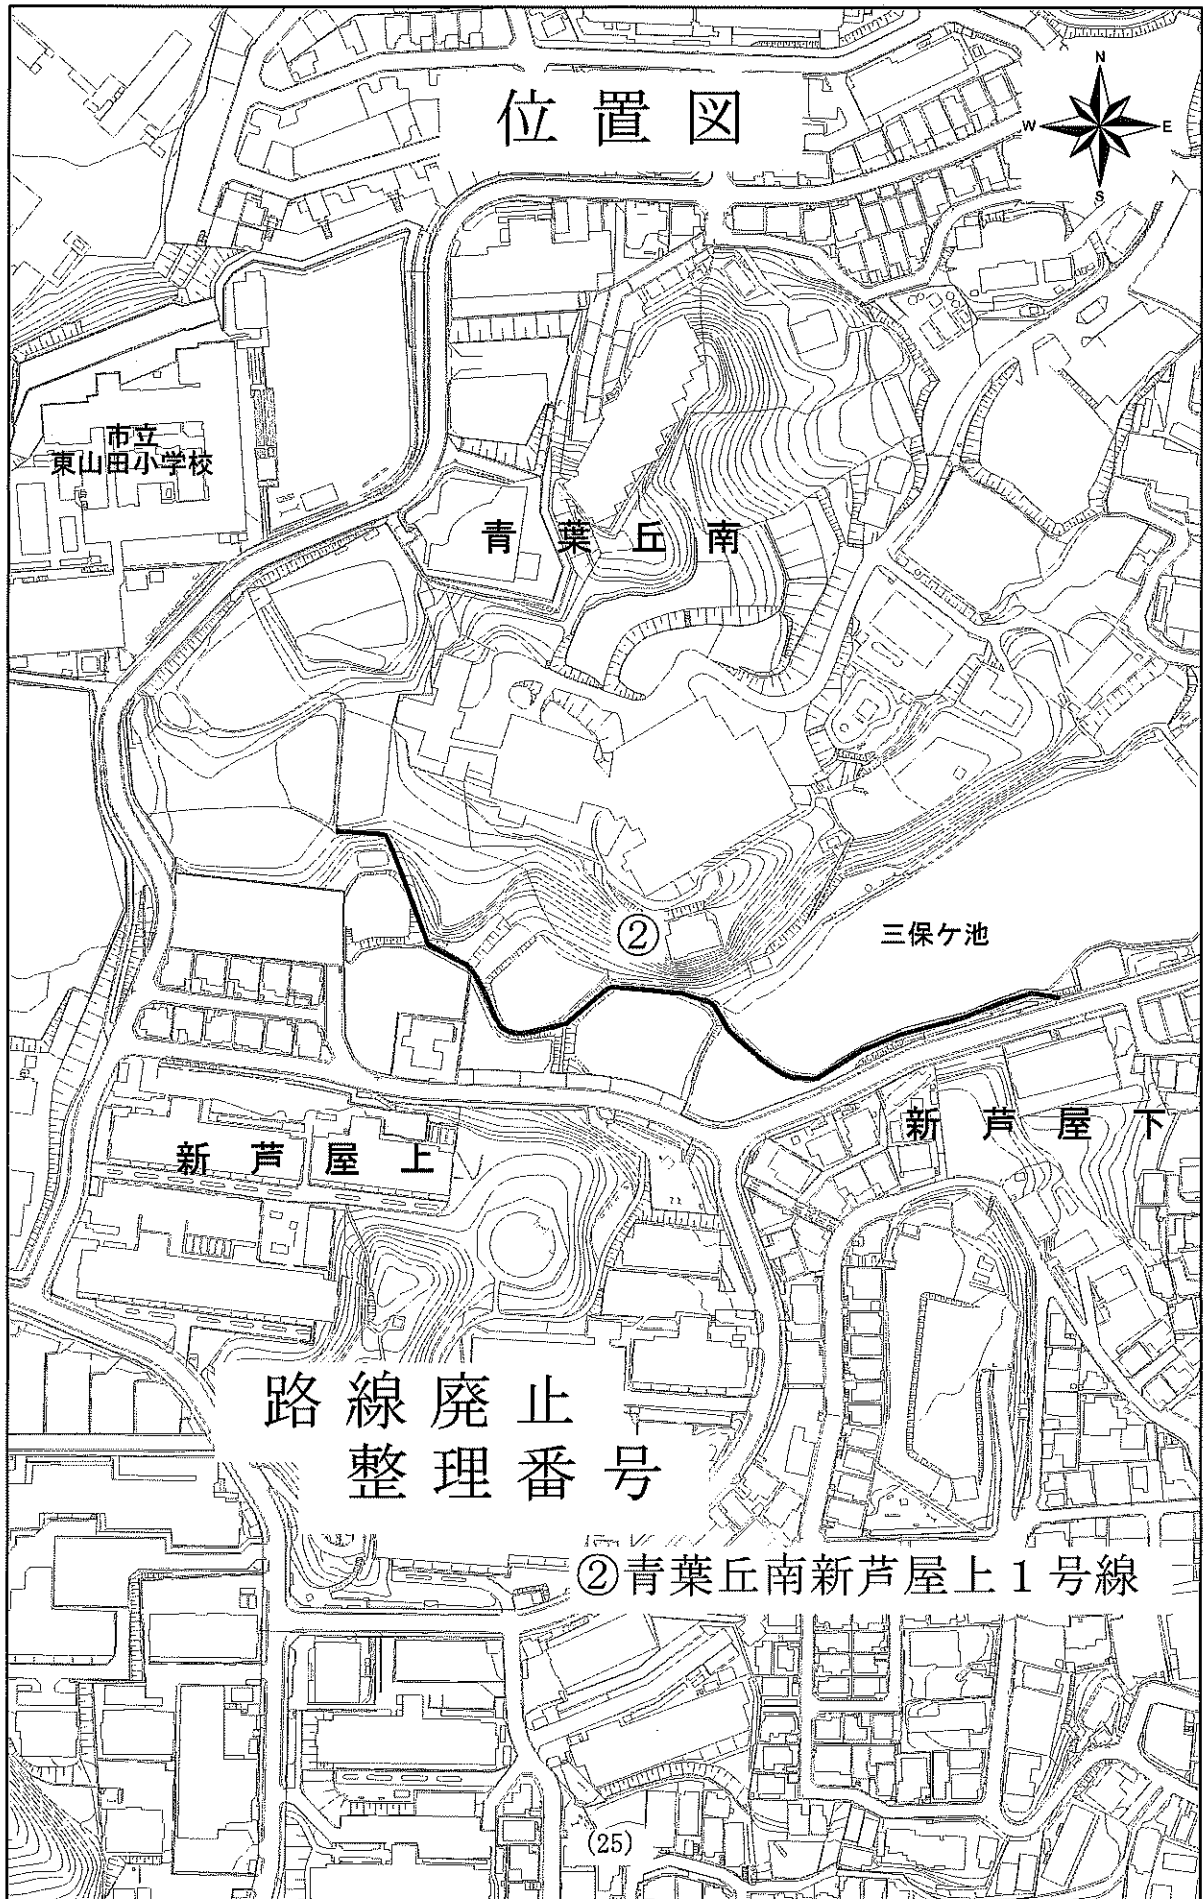 位置図
N
W
E
S
市立
東山田小学校
青葉丘南
②
三保ケ池
新芦屋下
新芦屋上
路線廃止
整理番号
②青葉丘南新芦屋上１号線
(25)